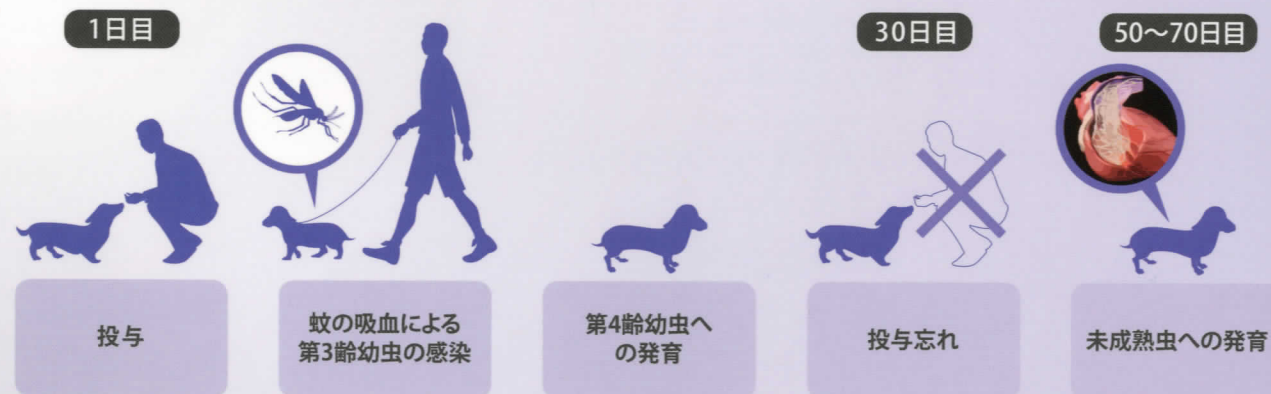 1日目
30日目
50〜70日目
投与
蚊の吸血による
第3齢幼虫の感染
第4齢幼虫へ
の発育
投与忘れ
未成熟虫への発育